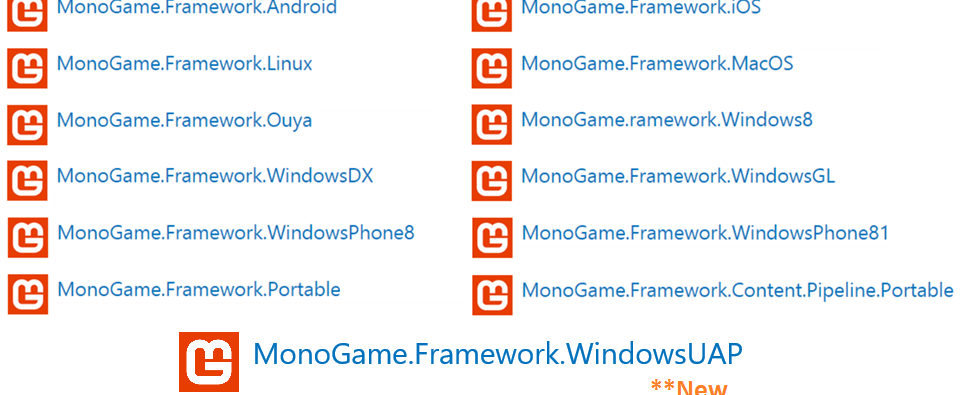 MonoGame.Framework.Android MonoGame.Framework.iOS
MonoGame.Framework.Linux MonoGame.Framework.MacOS
MonoGame.Framework.Ouya MonoGame.ramework.Windows8
MonoGame.Framework.WindowsDX MonoGame.Framework.WindowsGL
MonoGame.Framework.WindowsPhone8 MonoGame.Framework.WindowsPhone81
MonoGame.Framework.Portable MonoGame.Framework.Content.Pipeline.Portable
MonoGame.Framework.WindowsUAP
**New